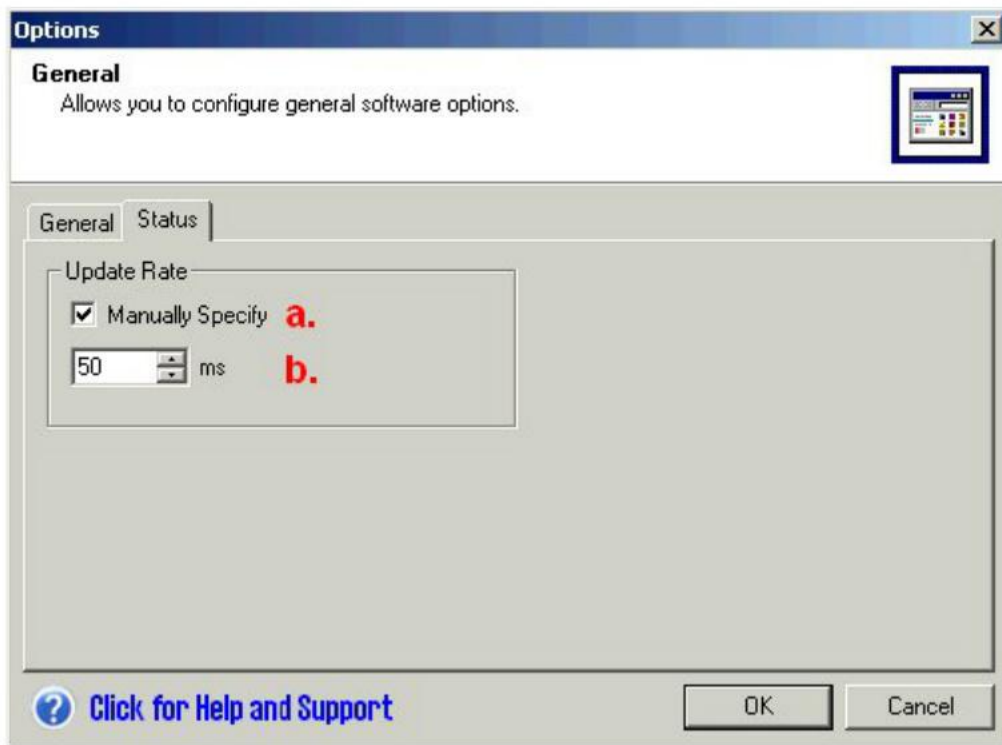 Options
General
Allows you to configure general software options.
General Status
Update Rate
Manually Specify a.
50 ms b.
Click for Help and Support
OK Cancel